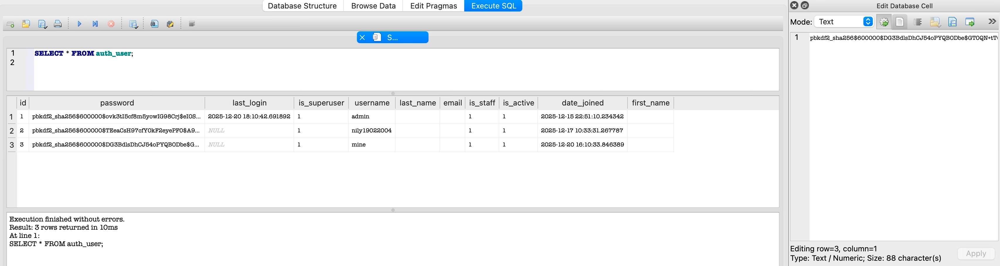 Database Structure Browse Data Edit Pragmas Execute SQL
Edit Database Cell
Mode: Text
S...
1 SELECT * FROM auth_user;
2
1 pbkdf2_sha256$600000$DG3BdlsDhCJ54oPYQBODbe$GT0QN+tT
id password last_login is_superuser username last_name email is_staff is_active date_joined first_name
1 1 pbkdf2_sha256$600000$ovk3tI5cf8m5yowIG98Crj$eI0S... 2025-12-20 18:10:42.691892 1 admin 1 1 2025-12-15 22:51:10.234342
2 2 pbkdf2_sha256$600000$TEeaCsH97cfY0kF2eyePF0$A9... NULL 1 nily19022004 1 1 2025-12-17 10:33:31.267787
3 3 pbkdf2_sha256$600000$DG3BdlsDhCJ54oPYQBODbe$G... NULL 1 mine 1 1 2025-12-20 16:10:33.846389
Execution finished without errors.
Result: 3 rows returned in 10ms
At line 1:
SELECT * FROM auth_user;
Editing row=3, column=1
Type: Text / Numeric; Size: 88 character(s)
Apply